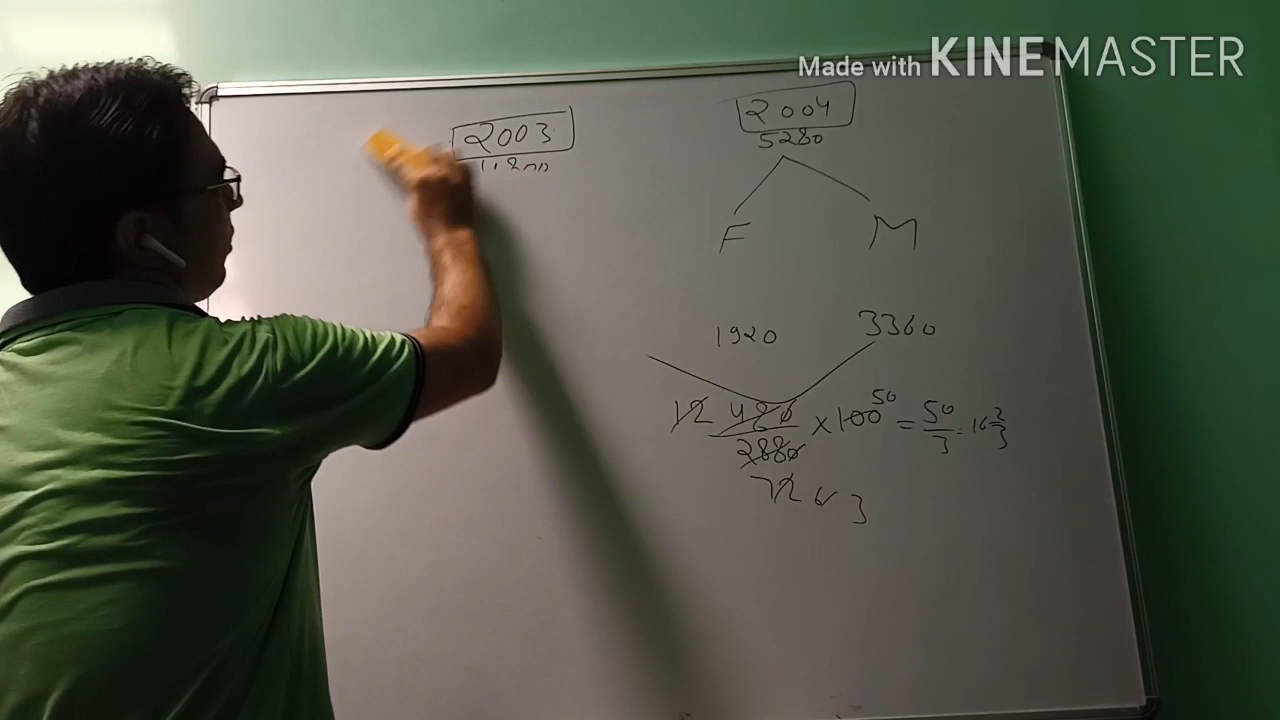 Made with KINEMASTER
2003
2004
5280
F M
1920 3360
12 480/2880 × 100 50 = 50/3 = 16 2/3
72 6 3